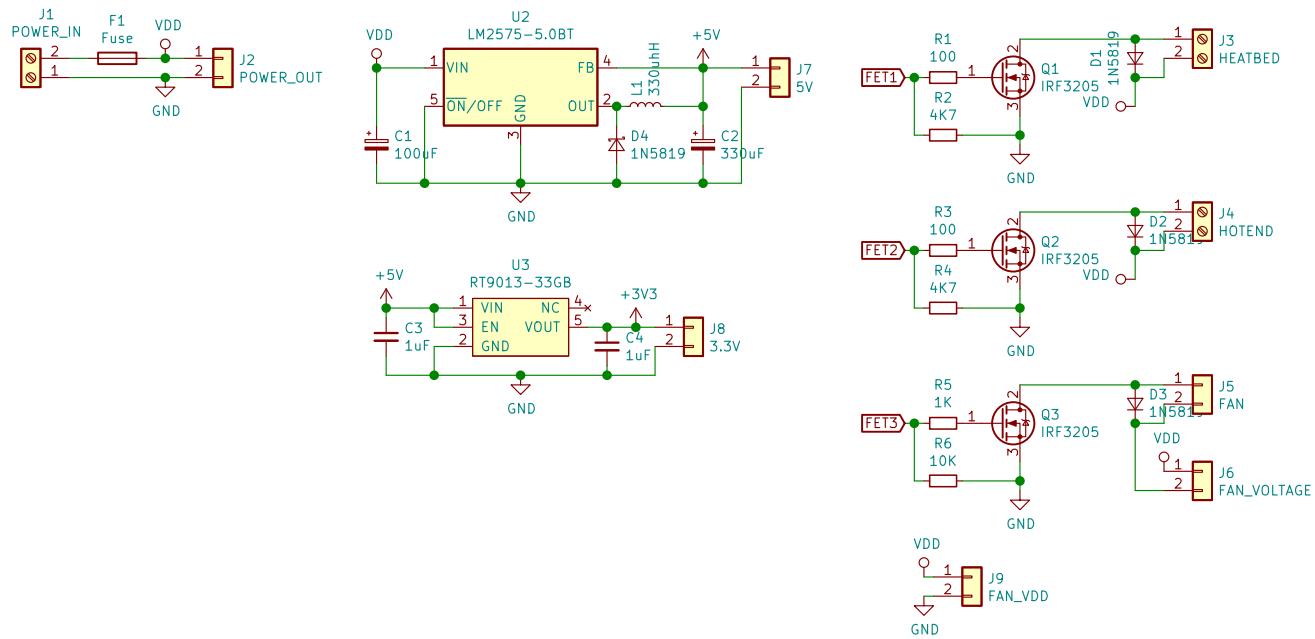 J1
POWER_IN
2
1
F1
Fuse
VDD
GND
1
2
J2
POWER_OUT
VDD
U2
LM2575-5.0BT
1
VIN
5
ON/OFF
GND
3
FB
4
OUT
2
C1
100uF
GND
D4
1N5819
L1
330uhH
+5V
C2
330uF
1
2
J7
5V
+5V
U3
RT9013-33GB
1
VIN
3
EN
2
GND
NC
4
VOUT
5
C3
1uF
GND
+3V3
C4
1uF
1
2
J8
3.3V
FET1
R1
100
R2
4K7
1
2
3
Q1
IRF3205
GND
D1
1N5819
VDD
1
2
J3
HEATBED
FET2
R3
100
R4
4K7
1
2
3
Q2
IRF3205
GND
D2
1N5819
VDD
1
2
J4
HOTEND
FET3
R5
1K
R6
10K
1
2
3
Q3
IRF3205
GND
D3
1N5819
1
2
J5
FAN
VDD
1
2
J6
FAN_VOLTAGE
VDD
1
2
J9
FAN_VDD
GND